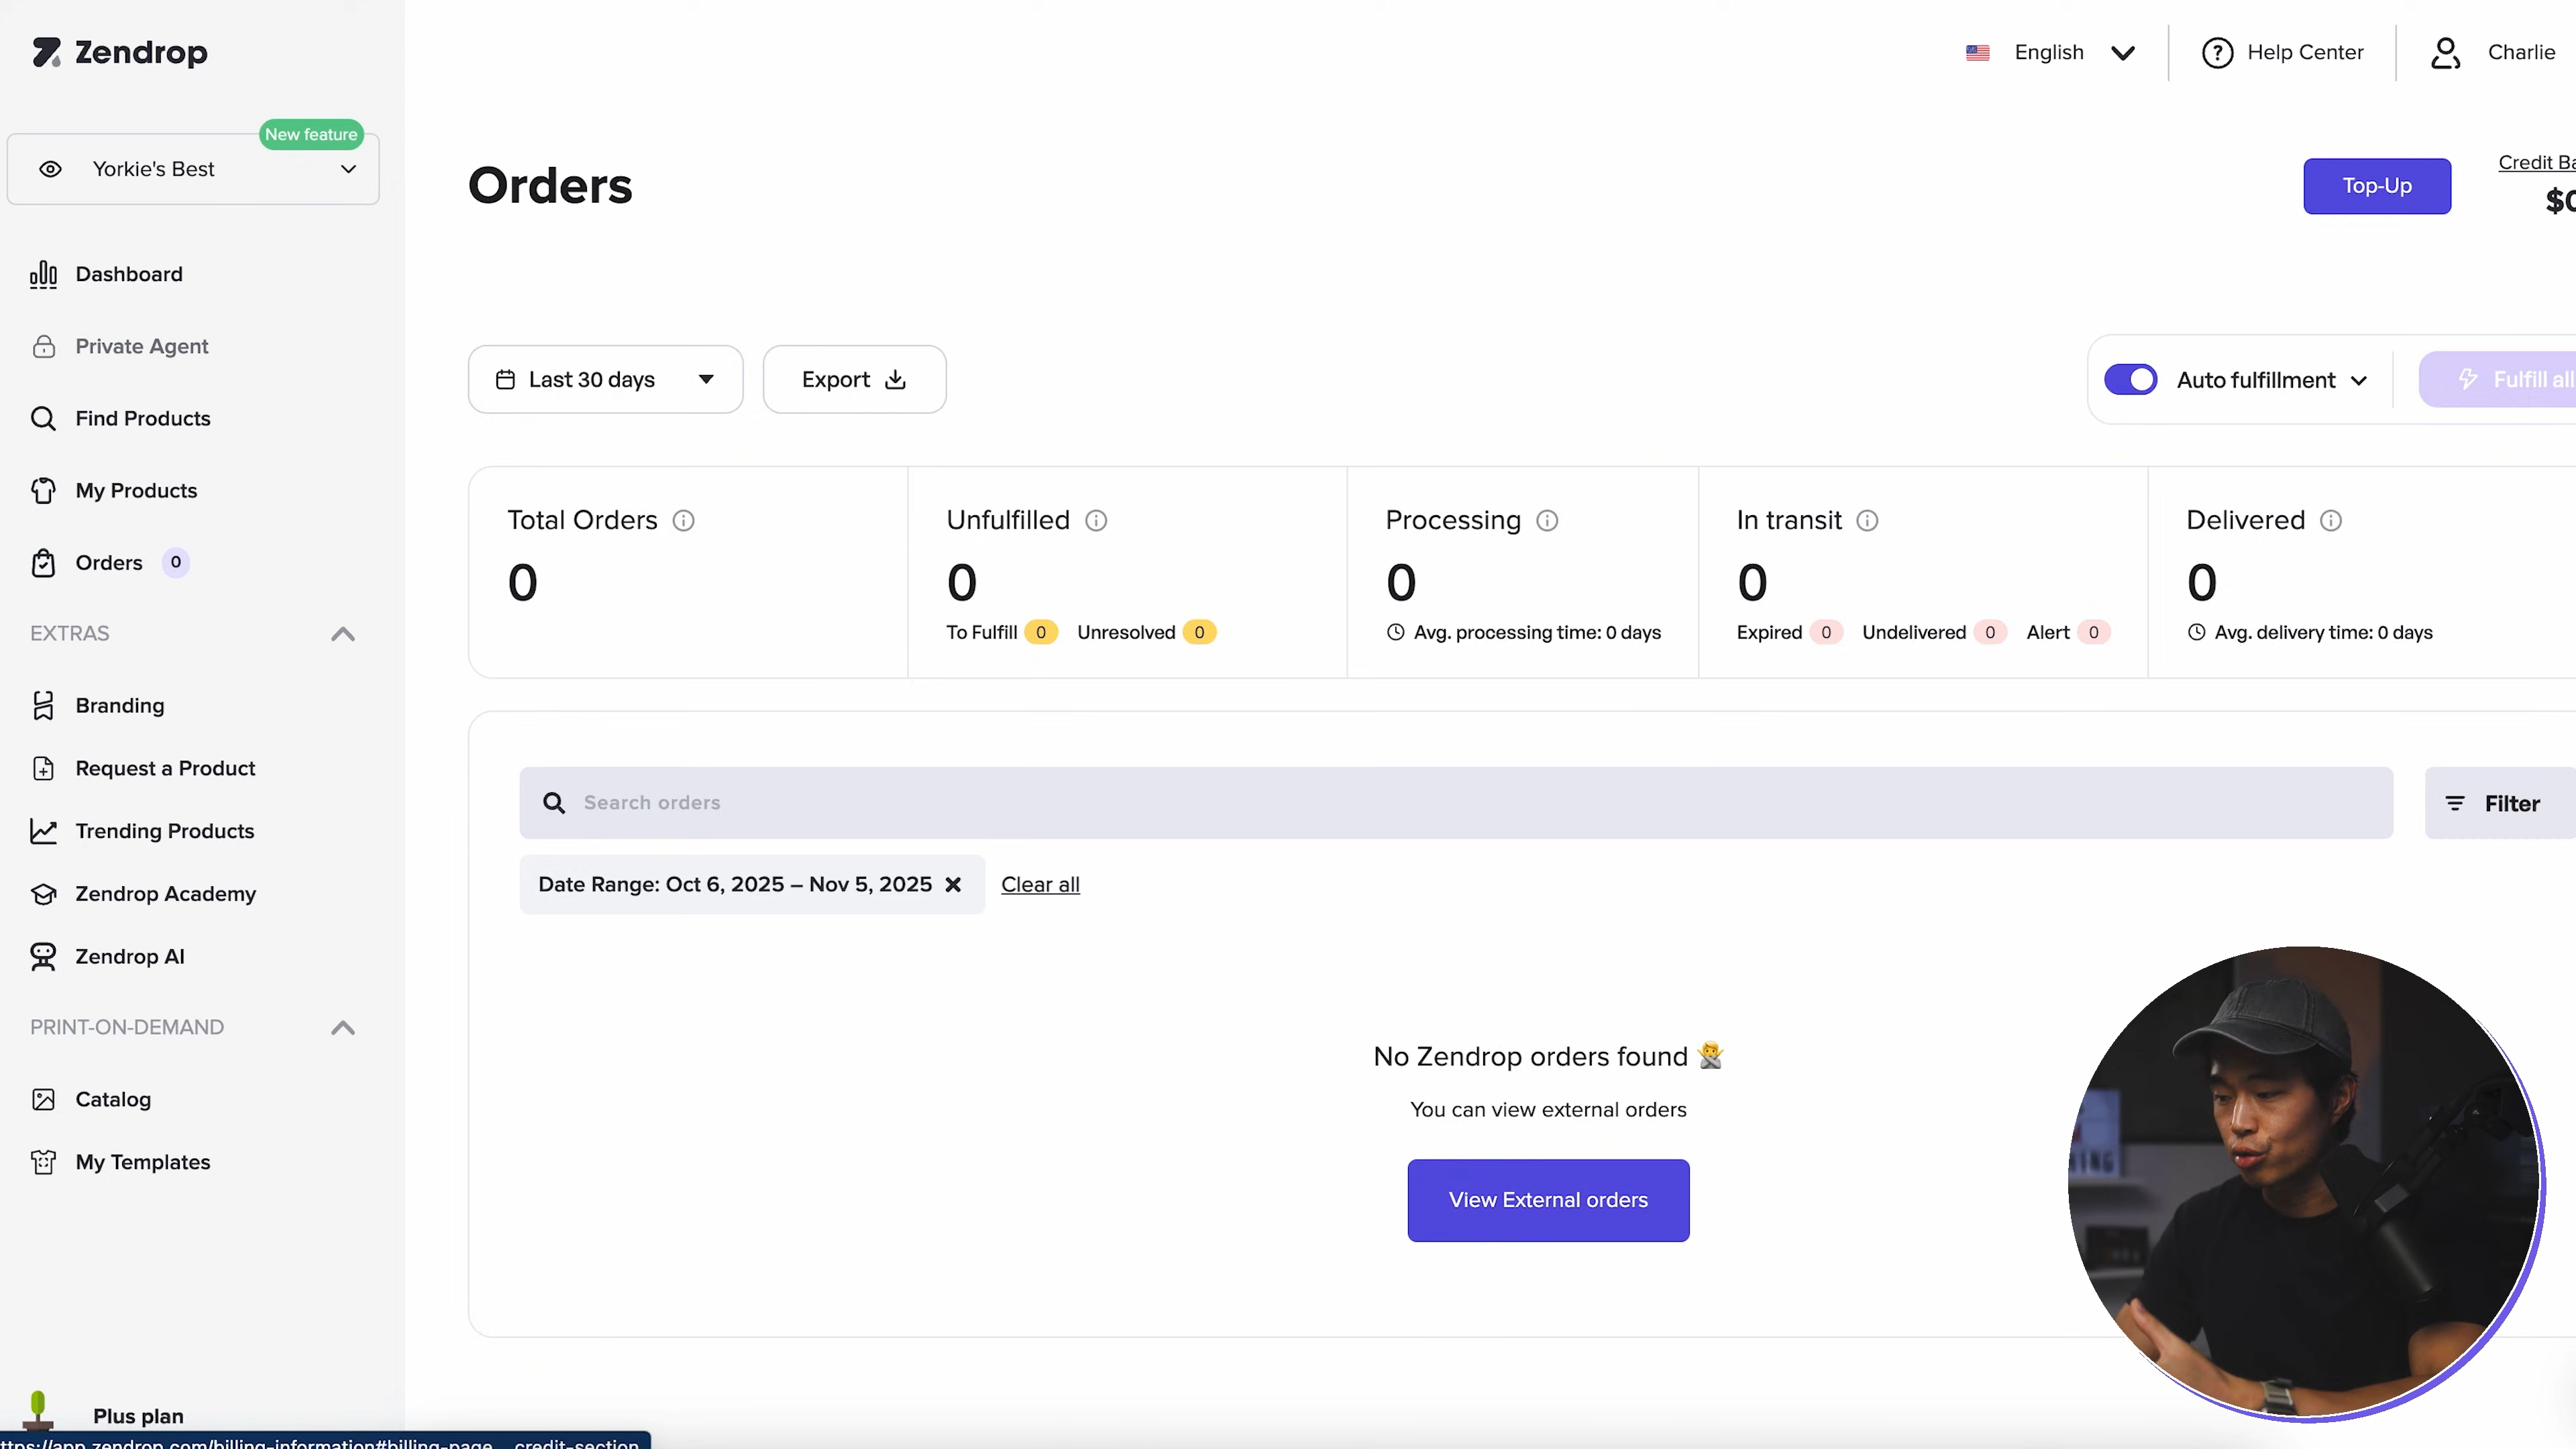 Zendrop
English
Help Center
Charlie
New feature
Yorkie's Best
Orders
Top-Up
Credit
Dashboard
Private Agent
Find Products
My Products
Orders 0
EXTRAS
Branding
Request a Product
Trending Products
Zendrop Academy
Zendrop AI
PRINT-ON-DEMAND
Catalog
My Templates
Plus plan
Last 30 days
Export
Auto fulfillment
Fulfill all
Total Orders
0
Unfulfilled
0
To Fulfill 0 Unresolved 0
Processing
0
Avg. processing time: 0 days
In transit
0
Expired 0 Undelivered 0 Alert 0
Delivered
0
Avg. delivery time: 0 days
Search orders
Filter
Date Range: Oct 6, 2025 – Nov 5, 2025
Clear all
No Zendrop orders found
You can view external orders
View External orders